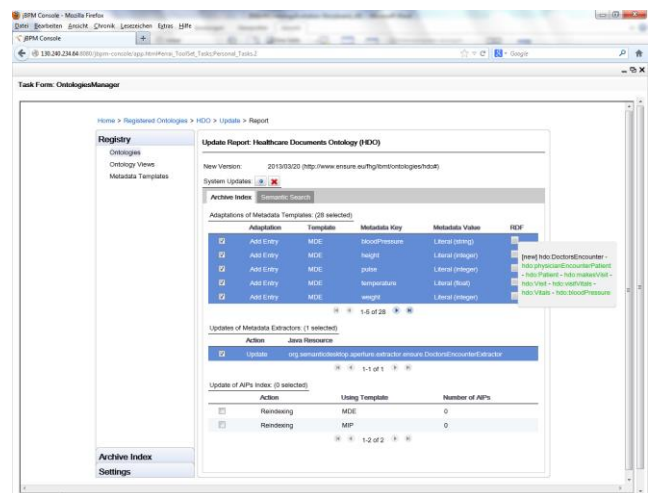 jBPM Console - Mozilla Firefox
Datei Bearbeiten Ansicht Chronik Lesezeichen Extras Hilfe
jBPM Console
Google
Task Form: OntologiesManager
Home > Registered Ontologies > HDO > Update > Report
Registry
Ontologies
Ontology Views
Metadata Templates
Archive Index
Settings
Update Report: Healthcare Documents Ontology (HDO)
New Version: 2013/03/20 (http://www.ensure.eu/fhg/ibmt/ontologies/hdo#)
System Updates:
Archive Index Semantic Search
Adaptations of Metadata Templates: (28 selected)
Adaptation Template Metadata Key Metadata Value RDF
Add Entry MDE bloodPressure Literal (string)
Add Entry MDE height Literal (integer)
Add Entry MDE pulse Literal (integer)
Add Entry MDE temperature Literal (float)
Add Entry MDE weight Literal (integer)
1-5 of 28
[new] hdo:DoctorsEncounter -
hdo:physicianEncounterPatient
- hdo:Patient - hdo:makesVisit -
hdo:Visit - hdo:visitVitals -
hdo:Vitals - hdo:bloodPressure
Updates of Metadata Extractors: (1 selected)
Action Java Resource
Update org.semanticdesktop.aperture.extractor.ensure.DoctorsEncounterExtractor
1-1 of 1
Update of AIPs Index: (0 selected)
Action Using Template Number of AIPs
Reindexing MDE 0
Reindexing MIP 0
1-2 of 2